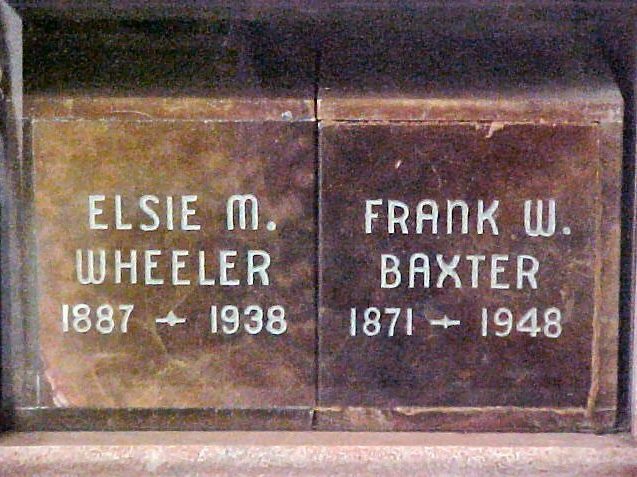 ELSIE M.
WHEELER
1887 - 1938
FRANK W.
BAXTER
1871 - 1948